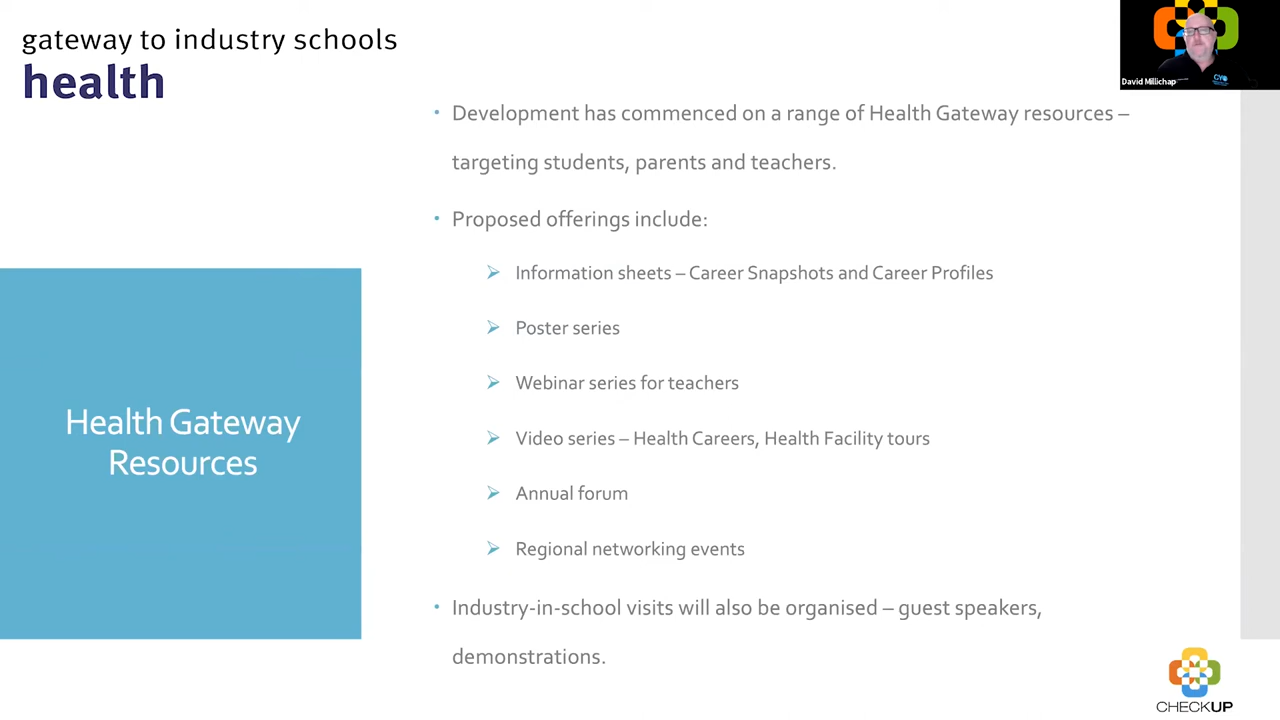 gateway to industry schools
health
David Millichap
Development has commenced on a range of Health Gateway resources –
targeting students, parents and teachers.
Proposed offerings include:
Information sheets – Career Snapshots and Career Profiles
Poster series
Webinar series for teachers
Video series – Health Careers, Health Facility tours
Annual forum
Regional networking events
Industry-in-school visits will also be organised – guest speakers,
demonstrations.
Health Gateway
Resources
CHECKUP